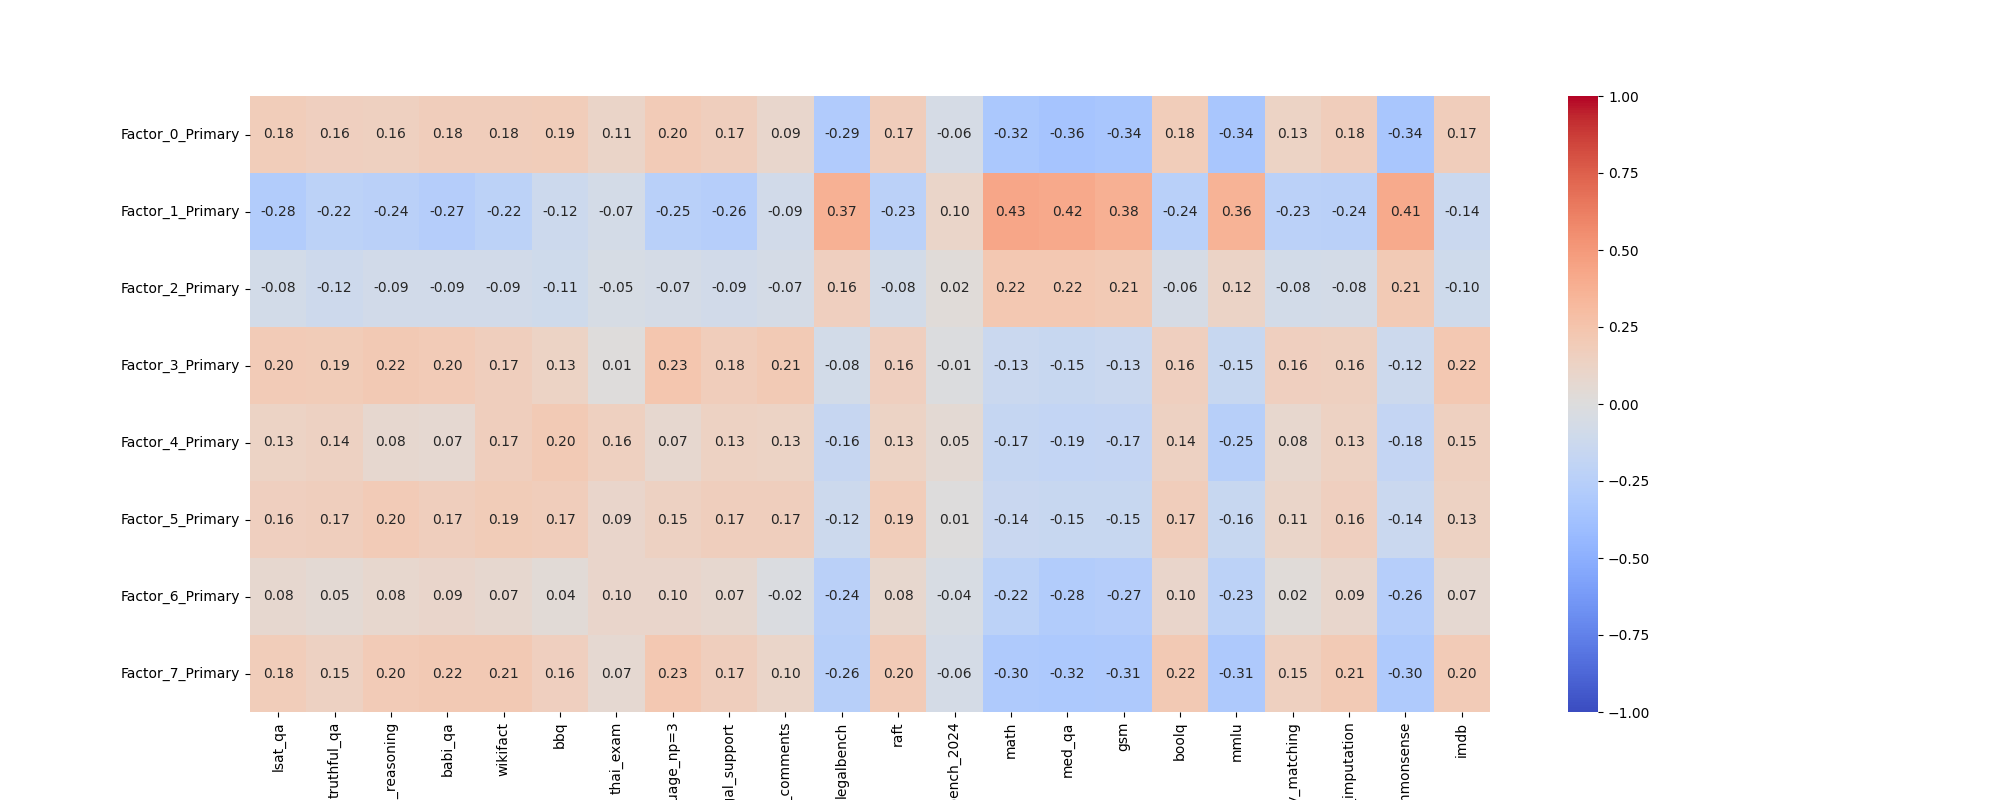 Factor_0_Primary 0.18 0.16 0.16 0.18 0.18 0.19 0.11 0.20 0.17 0.09 -0.29 0.17 -0.06 -0.32 -0.36 -0.34 0.18 -0.34 0.13 0.18 -0.34 0.17
Factor_1_Primary -0.28 -0.22 -0.24 -0.27 -0.22 -0.12 -0.07 -0.25 -0.26 -0.09 0.37 -0.23 0.10 0.43 0.42 0.38 -0.24 0.36 -0.23 -0.24 0.41 -0.14
Factor_2_Primary -0.08 -0.12 -0.09 -0.09 -0.09 -0.11 -0.05 -0.07 -0.09 -0.07 0.16 -0.08 0.02 0.22 0.22 0.21 -0.06 0.12 -0.08 -0.08 0.21 -0.10
Factor_3_Primary 0.20 0.19 0.22 0.20 0.17 0.13 0.01 0.23 0.18 0.21 -0.08 0.16 -0.01 -0.13 -0.15 -0.13 0.16 -0.15 0.16 0.16 -0.12 0.22
Factor_4_Primary 0.13 0.14 0.08 0.07 0.17 0.20 0.16 0.07 0.13 0.13 -0.16 0.13 0.05 -0.17 -0.19 -0.17 0.14 -0.25 0.08 0.13 -0.18 0.15
Factor_5_Primary 0.16 0.17 0.20 0.17 0.19 0.17 0.09 0.15 0.17 0.17 -0.12 0.19 0.01 -0.14 -0.15 -0.15 0.17 -0.16 0.11 0.16 -0.14 0.13
Factor_6_Primary 0.08 0.05 0.08 0.09 0.07 0.04 0.10 0.10 0.07 -0.02 -0.24 0.08 -0.04 -0.22 -0.28 -0.27 0.10 -0.23 0.02 0.09 -0.26 0.07
Factor_7_Primary 0.18 0.15 0.20 0.22 0.21 0.16 0.07 0.23 0.17 0.10 -0.26 0.20 -0.06 -0.30 -0.32 -0.31 0.22 -0.31 0.15 0.21 -0.30 0.20
lsat_qa
truthful_qa
_reasoning
babi_qa
wikifact
bbq
thai_exam
uage_np=3
gal_support
_comments
legalbench
raft
ench_2024
math
med_qa
gsm
boolq
mmlu
y_matching
imputation
mmonsense
imdb
1.00
0.75
0.50
0.25
0.00
−0.25
−0.50
−0.75
−1.00